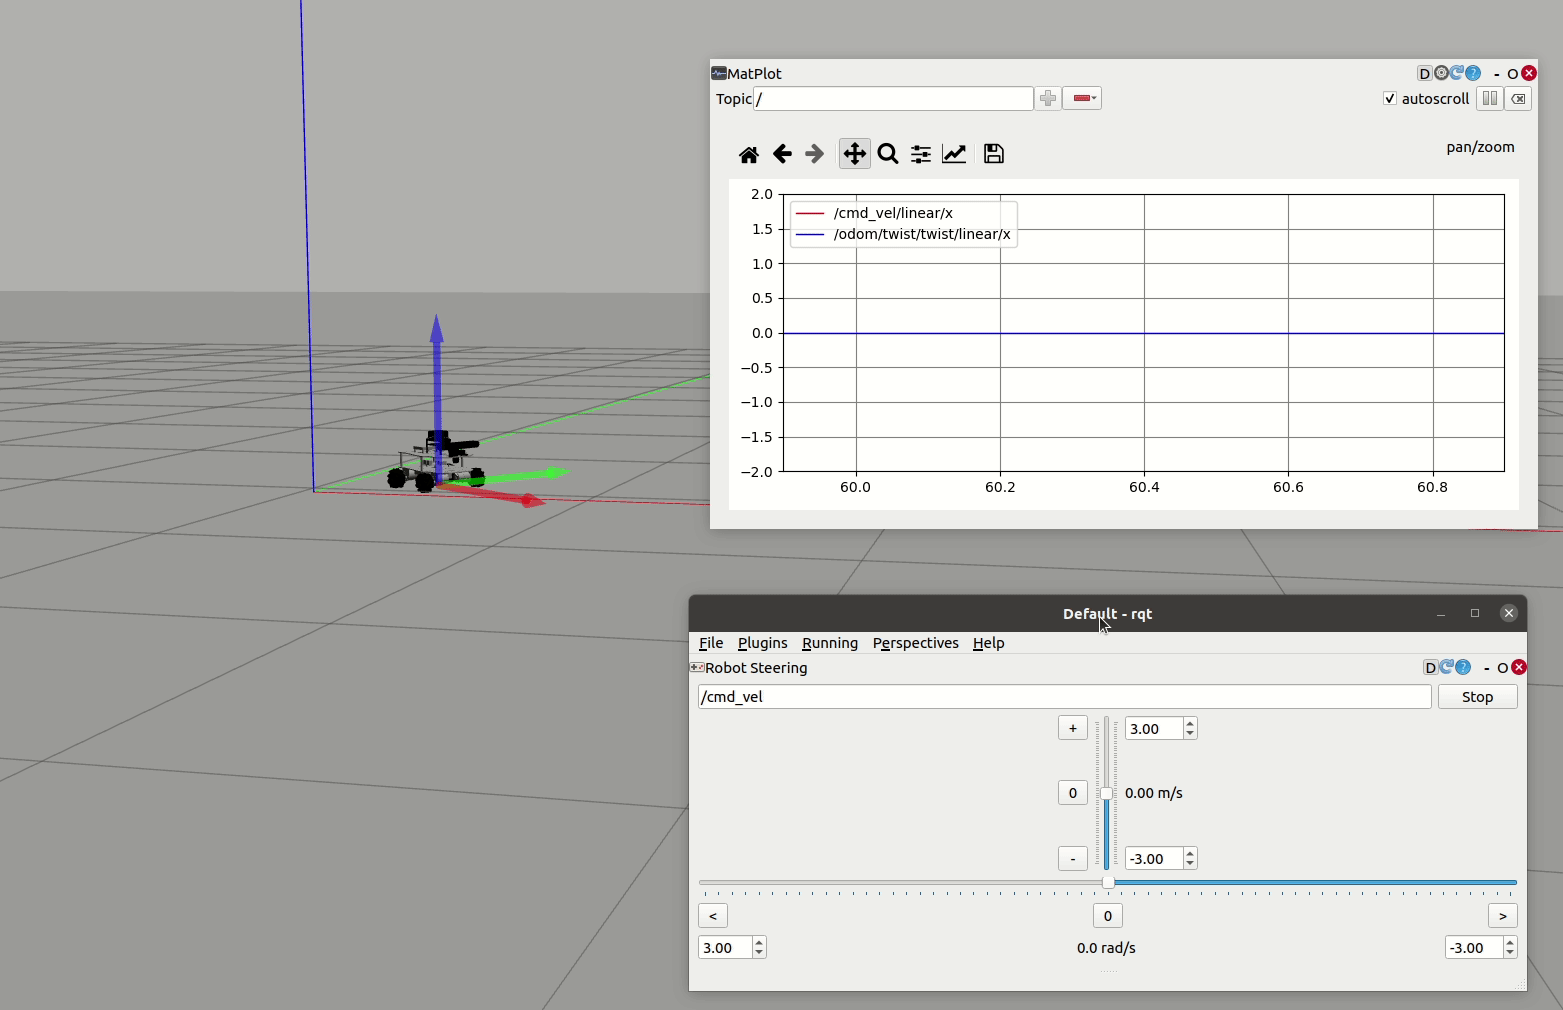 MatPlot
D ? - O
Topic / autoscroll
pan/zoom
2.0
1.5
1.0
0.5
0.0
−0.5
−1.0
−1.5
−2.0
/cmd_vel/linear/x
/odom/twist/twist/linear/x
60.0 60.2 60.4 60.6 60.8
Default - rqt
File Plugins Running Perspectives Help
Robot Steering
D ? - O
/cmd_vel Stop
+ 3.00
0 0.00 m/s
- -3.00
< 0 >
3.00 0.0 rad/s -3.00